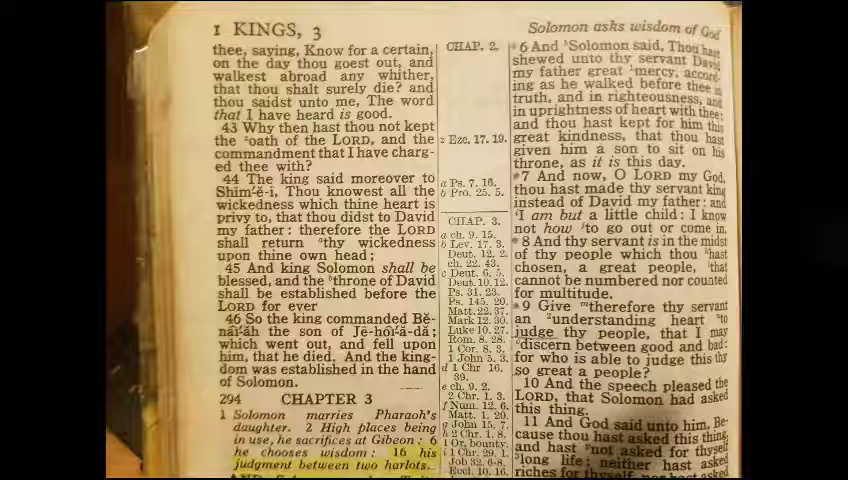 1 KINGS, 3
Solomon asks wisdom of God
thee, saying, Know for a certain,
on the day thou goest out, and
walkest abroad any whither,
that thou shalt surely die? and
thou saidst unto me, The word
that I have heard is good.
43 Why then hast thou not kept
the oath of the LORD, and the
commandment that I have charg-
ed thee with?
44 The king said moreover to
Shim´ĕ-i, Thou knowest all the
wickedness which thine heart is
privy to, that thou didst to David
my father: therefore the LORD
shall return ᵃthy wickedness
upon thine own head;
45 And king Solomon shall be
blessed, and the ᵇthrone of David
shall be established before the
LORD for ever
46 So the king commanded Bĕ-
nāi´ăh the son of Jē-hoi´ă-dă;
which went out, and fell upon
him, that he died. And the king-
dom was established in the hand
of Solomon.
294 CHAPTER 3
1 Solomon marries Pharaoh's
daughter. 2 High places being
in use, he sacrifices at Gibeon: 6
he chooses wisdom: 16 his
judgment between two harlots.
CHAP. 2.
z Eze. 17. 19.
a Ps. 7. 16.
b Pro. 25. 5.
CHAP. 3.
a ch. 9. 15.
b Lev. 17. 3.
Deut. 12. 2.
ch. 22. 43.
c Deut. 6. 5.
Deut. 10. 12.
Ps. 31. 23.
Ps. 145. 20.
Matt. 22. 37.
Mark 12. 30.
Luke 10. 27.
Rom. 8. 28.
1 Cor. 8. 3.
1 John 5. 3.
d 1 Chr 16.
39.
e ch. 9. 2.
2 Chr. 1. 3.
f Num. 12. 6.
Matt. 1. 20.
g John 15. 7.
h 2 Chr. 1. 8.
1 Or, bounty.
i 1 Chr. 29. 1.
Job 32. 6-8.
Eccl. 10. 16.
6 And ᵏSolomon said, Thou hast
shewed unto thy servant David
my father great ¹mercy, accord-
ing as he walked before thee in
truth, and in righteousness, and
in uprightness of heart with thee;
and thou hast kept for him this
great kindness, that thou hast
given him a son to sit on his
throne, as it is this day.
7 And now, O LORD my God,
thou hast made thy servant king
instead of David my father: and
ⁱI am but a little child: I know
not how to go out or come in.
8 And thy servant is in the midst
of thy people which thou hast
chosen, a great people, that
cannot be numbered nor counted
for multitude.
9 Give ᵐtherefore thy servant
an understanding heart to
judge thy people, that I may
discern between good and bad:
for who is able to judge this thy
so great a people?
10 And the speech pleased the
LORD, that Solomon had asked
this thing.
11 And God said unto him, Be-
cause thou hast asked this thing,
and hast not asked for thyself
long life; neither hast asked
riches for thyself, nor hast